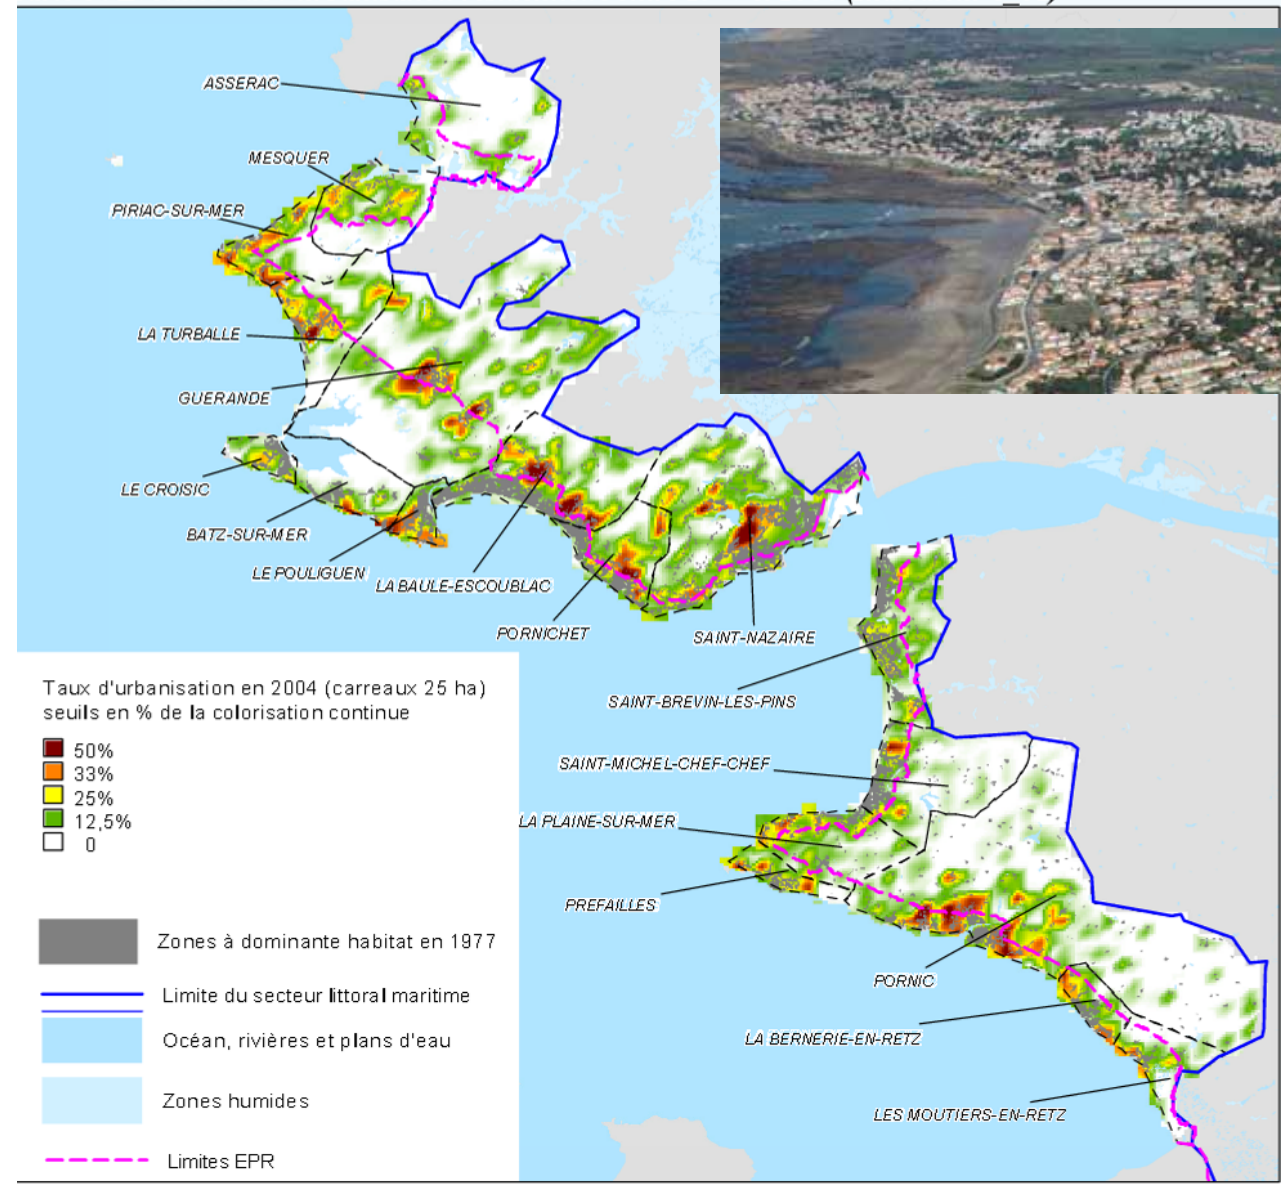 ASSERAC
MESQUER
PIRIAC-SUR-MER
LA TURBALLE
GUERANDE
LE CROISIC
BATZ-SUR-MER
LE POULIGUEN
LA BAULE-ESCOUBLAC
PORNICHET
SAINT-NAZAIRE
SAINT-BREVIN-LES-PINS
SAINT-MICHEL-CHEF-CHEF
LA PLAINE-SUR-MER
PREFAILLES
PORNIC
LA BERNERIE-EN-RETZ
LES MOUTIERS-EN-RETZ
Taux d'urbanisation en 2004 (carreaux 25 ha)
seuils en % de la colorisation continue
50%
33%
25%
12,5%
0
Zones à dominante habitat en 1977
Limite du secteur littoral maritime
Océan, rivières et plans d'eau
Zones humides
Limites EPR